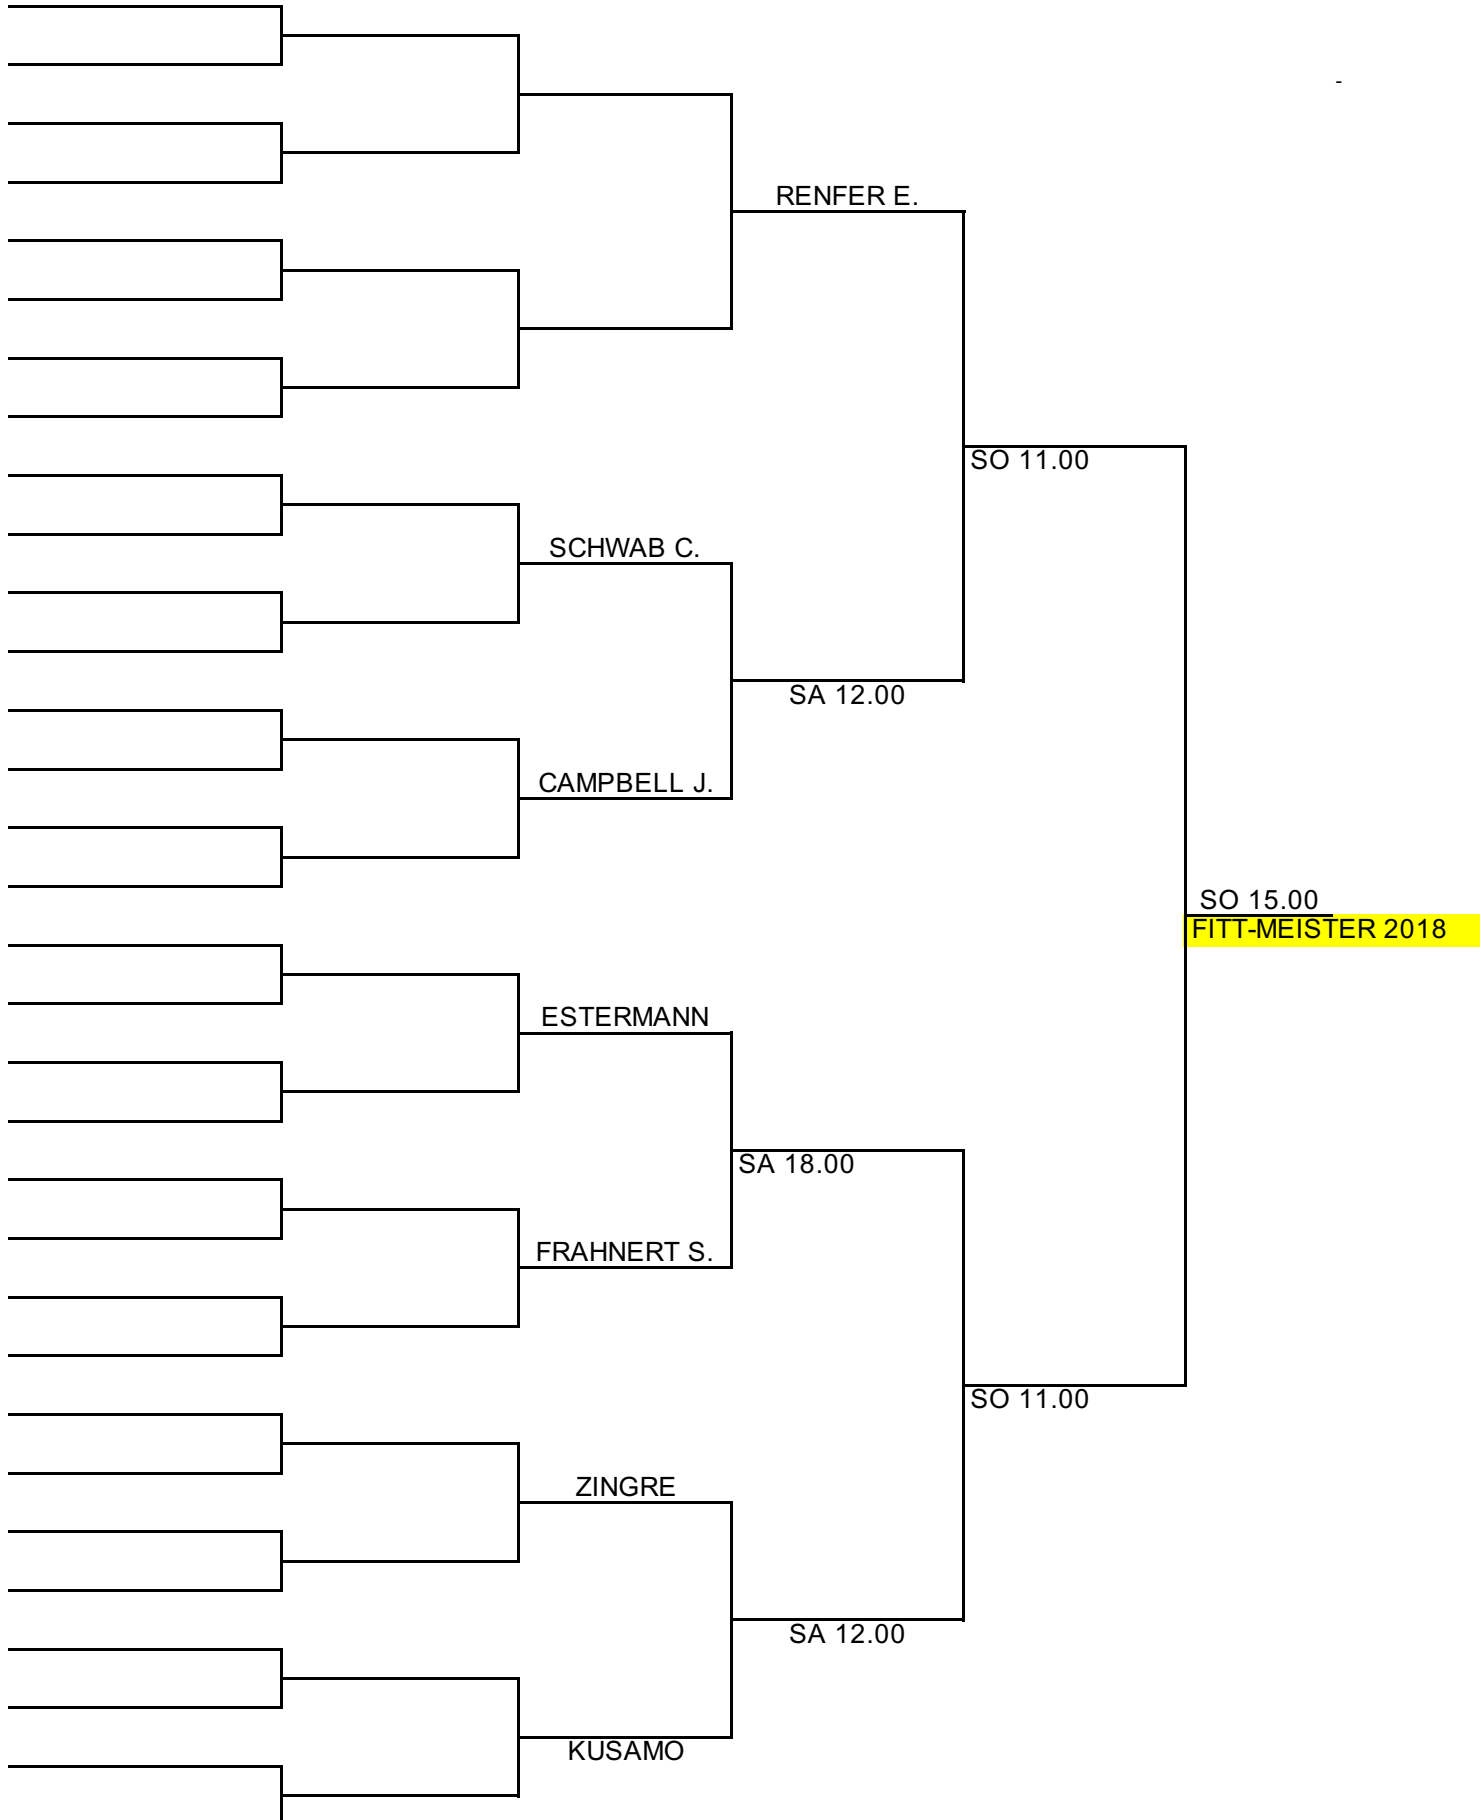 -
RENFER E.
SO 11.00
SCHWAB C.
SA 12.00
CAMPBELL J.
SO 15.00
FITT-MEISTER 2018
ESTERMANN
SA 18.00
FRAHNERT S.
SO 11.00
ZINGRE
SA 12.00
KUSAMO